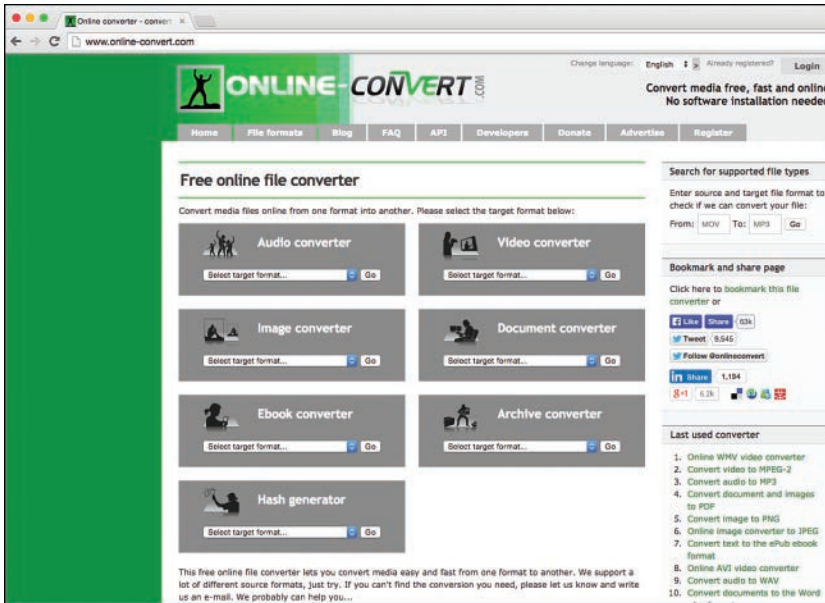 Online converter - convert
www.online-convert.com
Change language: English Already registered? Login
ONLINE-CONVERT.COM
Convert media free, fast and online
No software installation needed
Home File formats Blog FAQ API Developers Donate Advertise Register
Free online file converter
Convert media files online from one format into another. Please select the target format below:
Audio converter
Select target format... Go
Video converter
Select target format... Go
Image converter
Select target format... Go
Document converter
Select target format... Go
Ebook converter
Select target format... Go
Archive converter
Select target format... Go
Hash generator
Select target format... Go
This free online file converter lets you convert media easy and fast from one format to another. We support a
lot of different source formats, just try. If you can't find the conversion you need, please let us know and write
us an e-mail. We probably can help you...
Search for supported file types
Enter source and target file format to
check if we can convert your file:
From: MOV To: MP3 Go
Bookmark and share page
Click here to bookmark this file
converter or
Like Share 63k
Tweet 9,545
Follow @onlineconvert
in Share 1,194
g+1 6.2k
Last used converter
1. Online WMV video converter
2. Convert video to MPEG-2
3. Convert audio to MP3
4. Convert document and images
to PDF
5. Convert image to PNG
6. Online image converter to JPEG
7. Convert text to the ePub ebook
format
8. Online AVI video converter
9. Convert audio to WAV
10. Convert documents to the Word